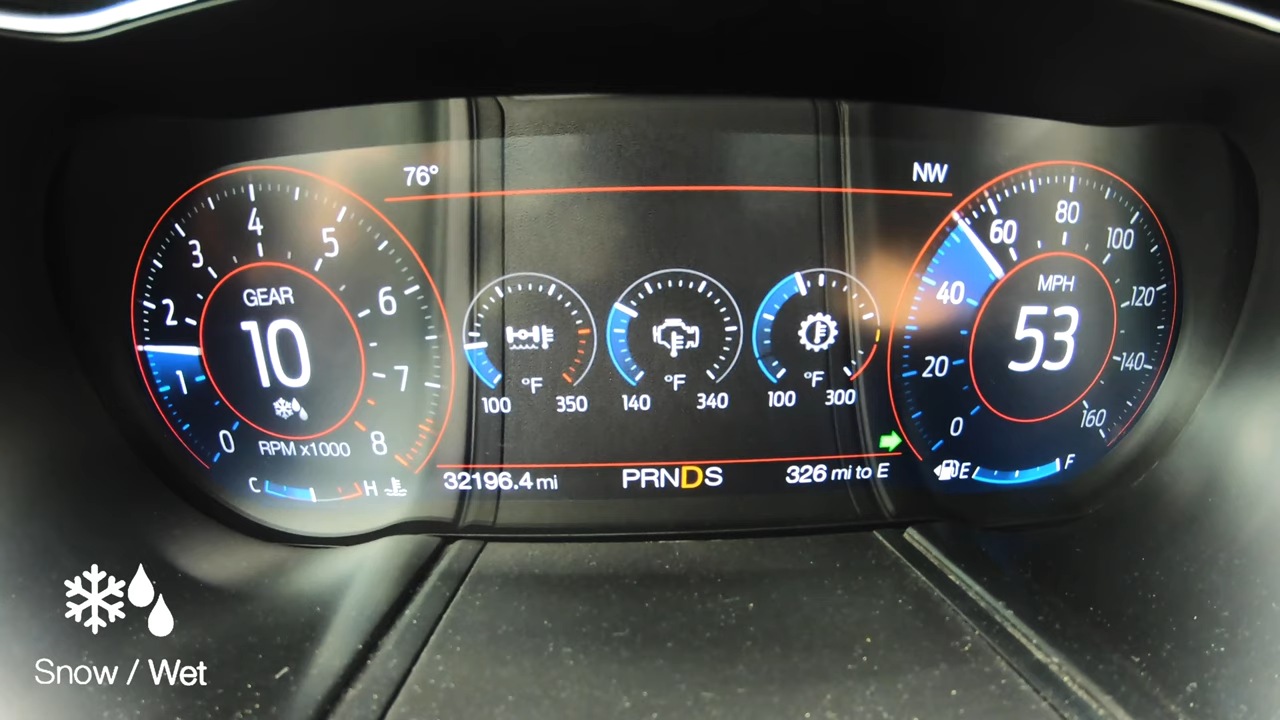 76°
NW
4
3
5
2
6
1
7
0
8
GEAR
10
RPM x1000
C
H
°F
100
350
°F
140
340
°F
100
300
60
80
100
40
120
20
140
0
160
MPH
53
E
F
32196.4 mi
PRNDS
326 mi to E
Snow / Wet